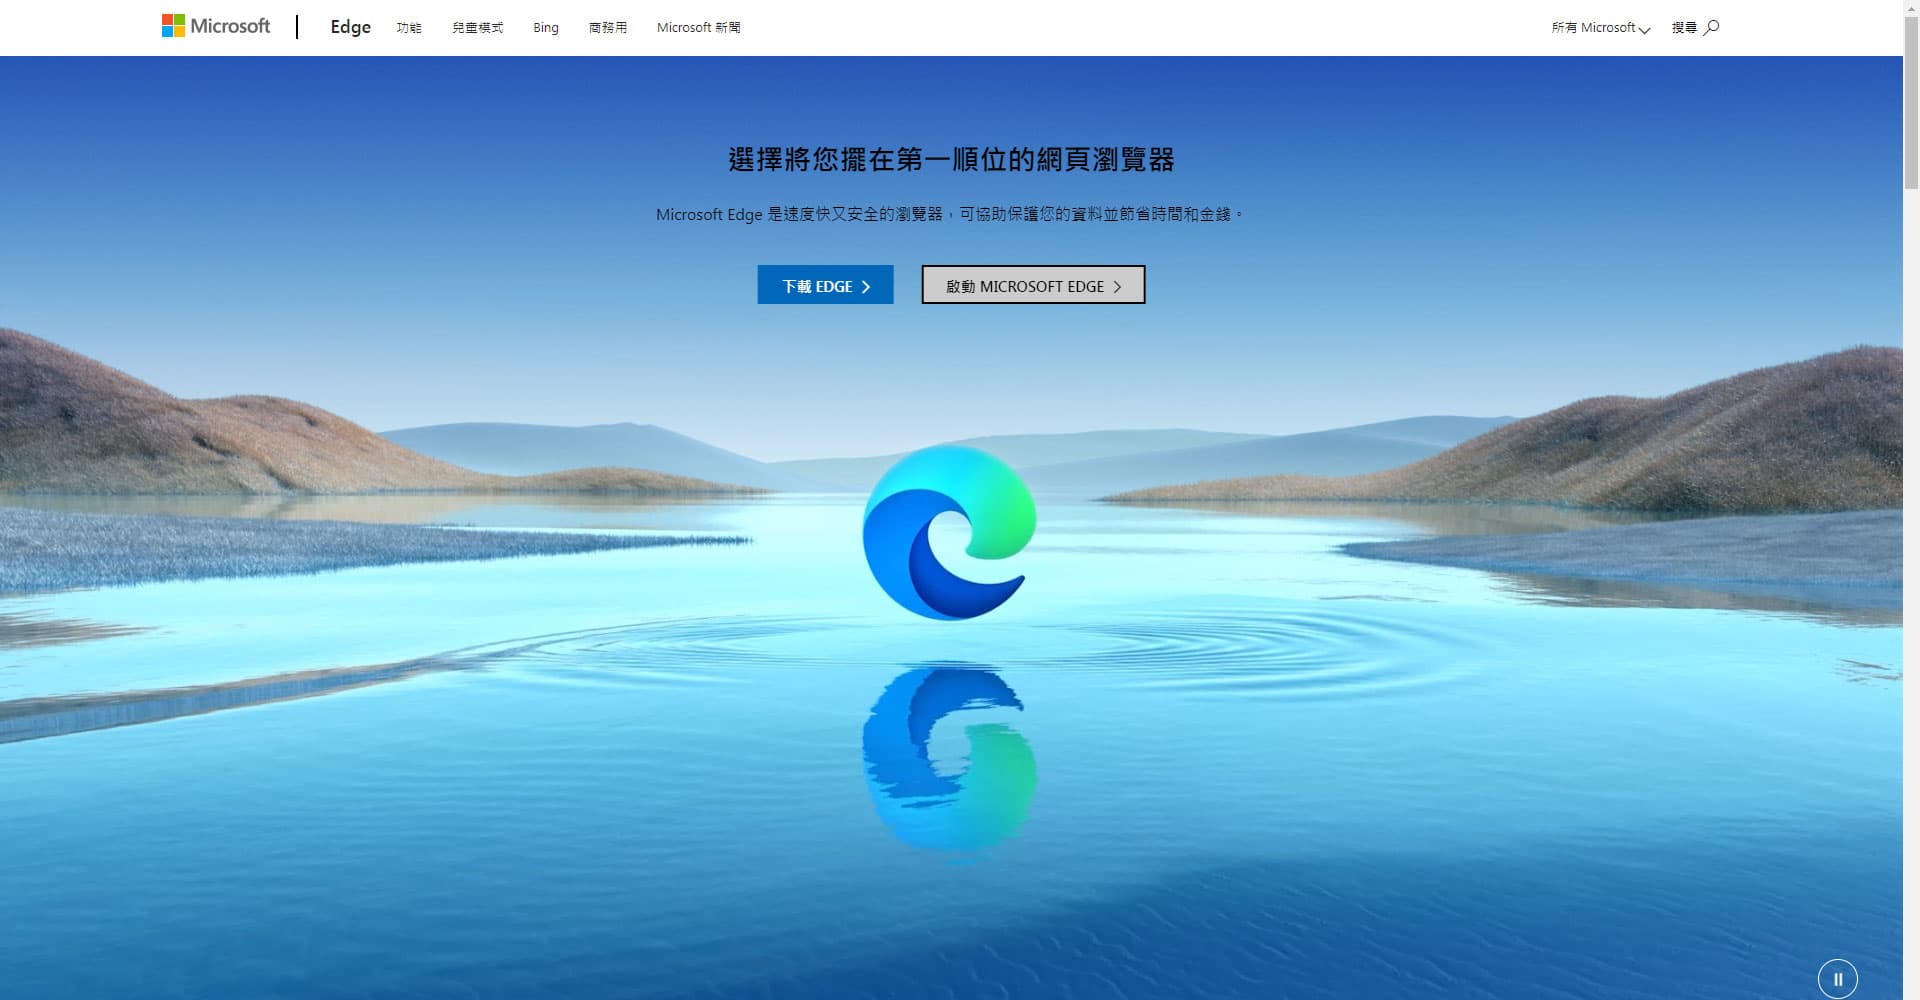 Microsoft Edge 功能 兒童模式 Bing 商務用 Microsoft 新聞 所有 Microsoft 搜尋
選擇將您擺在第一順位的網頁瀏覽器
Microsoft Edge 是速度快又安全的瀏覽器，可協助保護您的資料並節省時間和金錢。
下載 EDGE 啟動 MICROSOFT EDGE